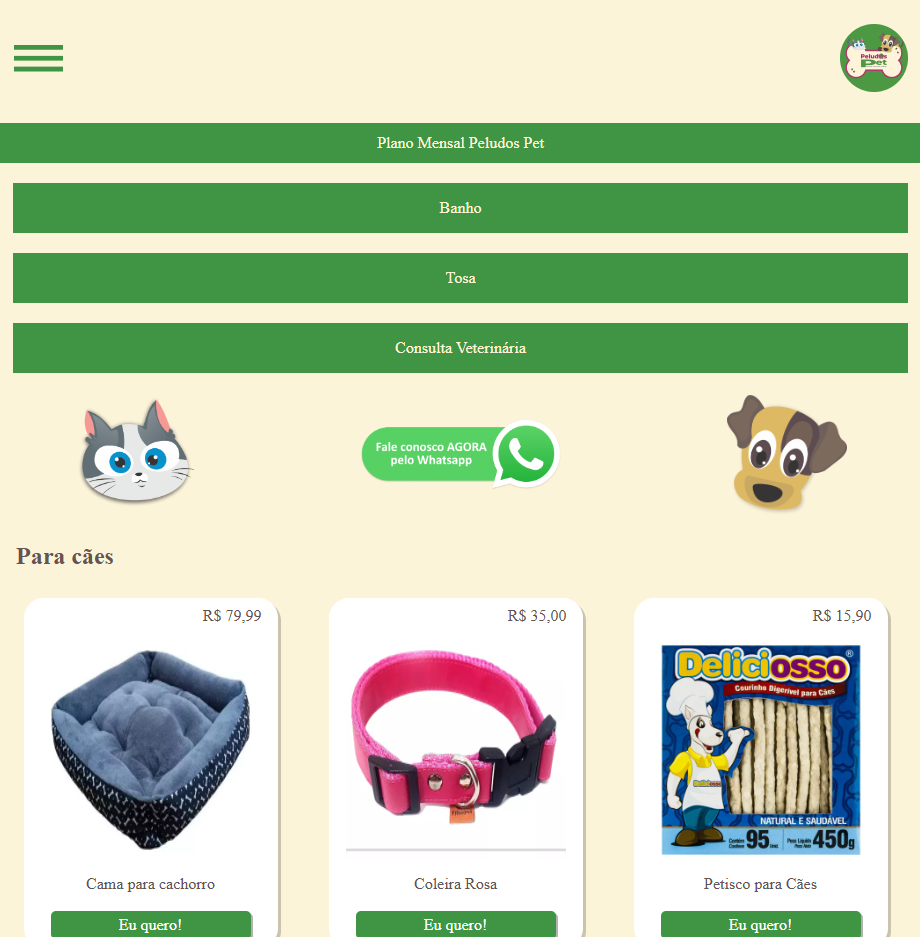 Peludos
Pet
Plano Mensal Peludos Pet
Banho
Tosa
Consulta Veterinária
Fale conosco AGORA
pelo Whatsapp
Para cães
R$ 79,99
R$ 35,00
R$ 15,90
Deliciosso®
Courinho Digerível para Cães
Deliciosso
NATURAL E SAUDÁVEL
95
450g
Cama para cachorro
Coleira Rosa
Petisco para Cães
Eu quero!
Eu quero!
Eu quero!